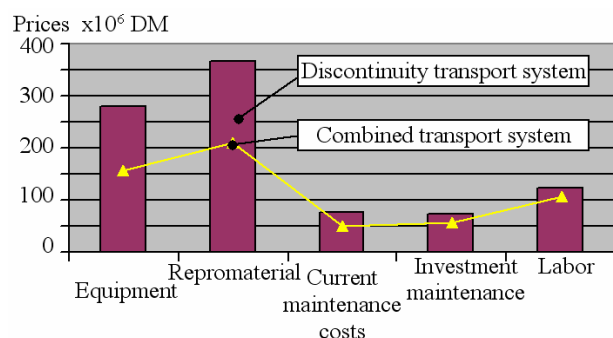 Prices x10⁶ DM
400
300
200
100
0
Discontinuity transport system
Combined transport system
Equipment
Repromaterial
Current
maintenance
costs
Investment
maintenance
Labor